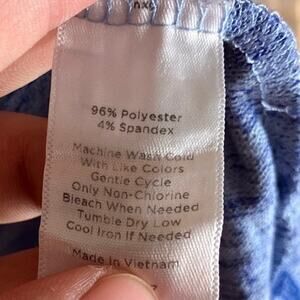 96% Polyester
4% Spandex
Machine Wash Cold
With Like Colors
Gentle Cycle
Only Non-Chlorine
Bleach When Needed
Tumble Dry Low
Cool Iron If Needed
Made in Vietnam